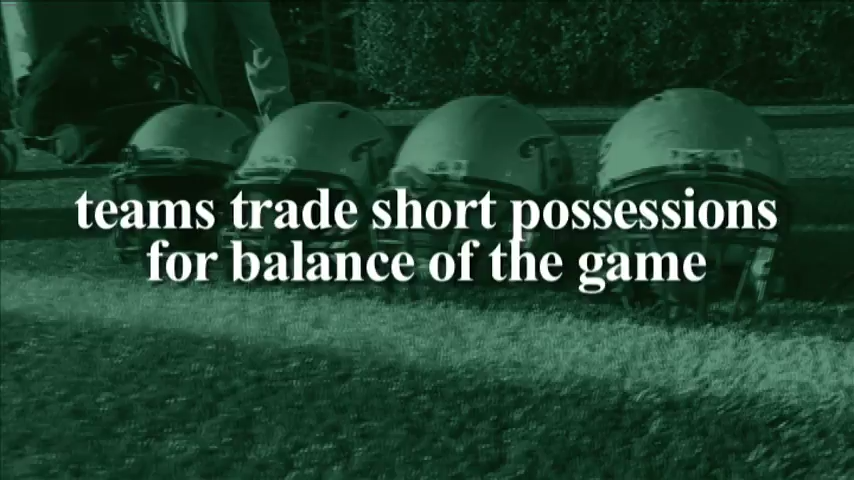 teams trade short possessions
for balance of the game